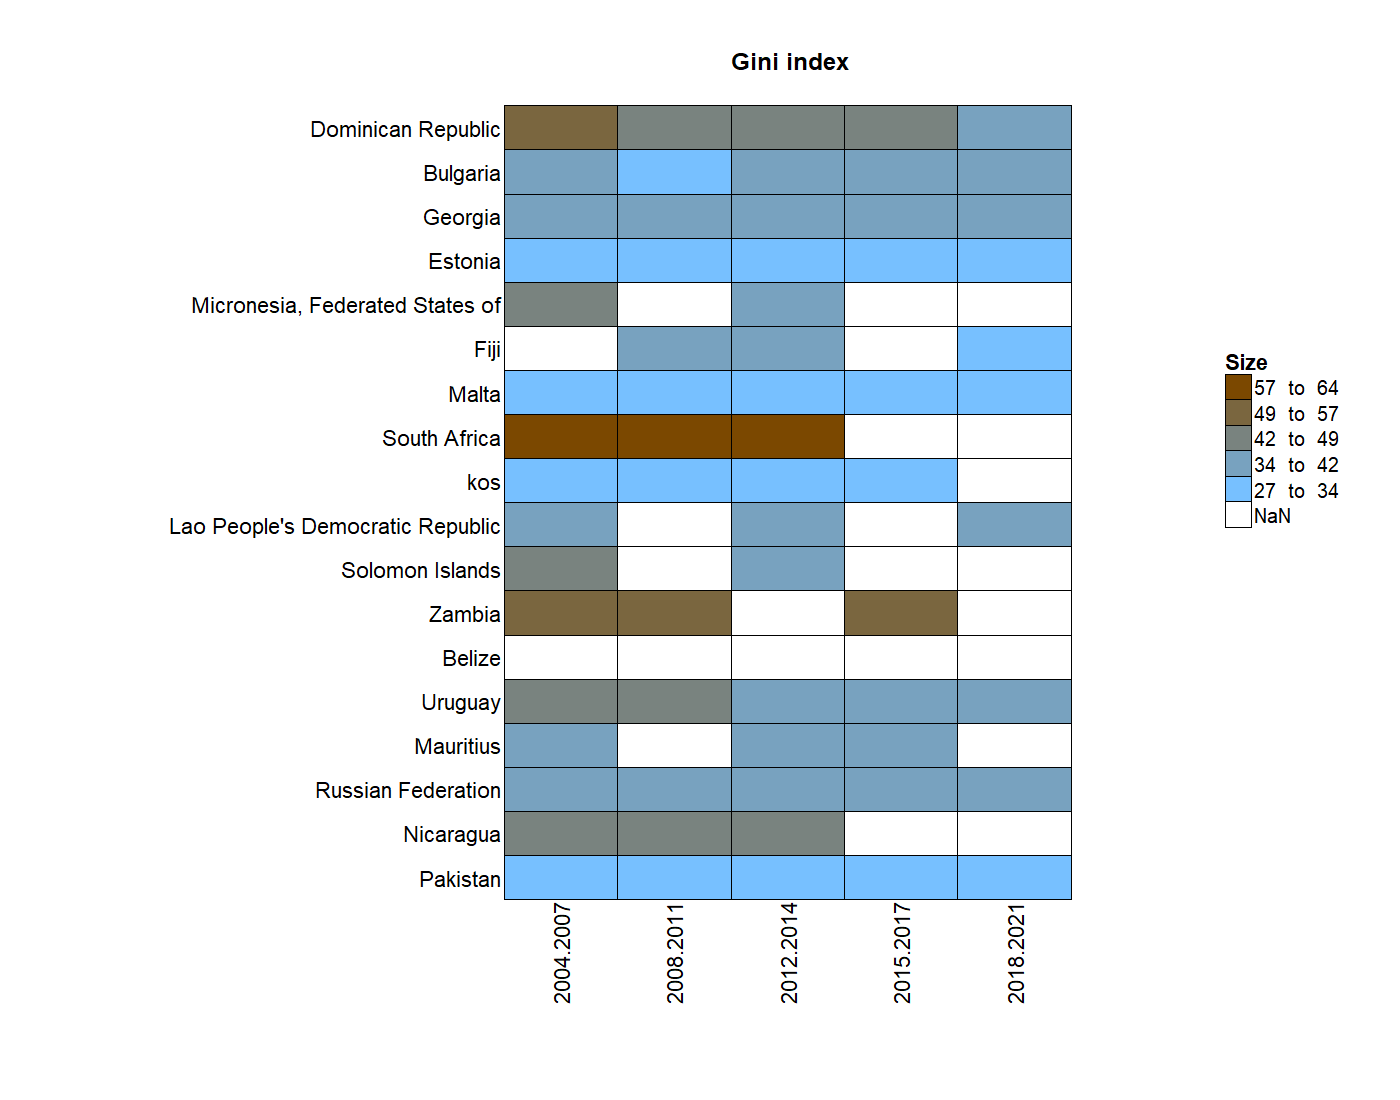 Gini index
Dominican Republic
Bulgaria
Georgia
Estonia
Micronesia, Federated States of
Fiji
Malta
South Africa
kos
Lao People's Democratic Republic
Solomon Islands
Zambia
Belize
Uruguay
Mauritius
Russian Federation
Nicaragua
Pakistan
2004.2007
2008.2011
2012.2014
2015.2017
2018.2021
Size
57 to 64
49 to 57
42 to 49
34 to 42
27 to 34
NaN